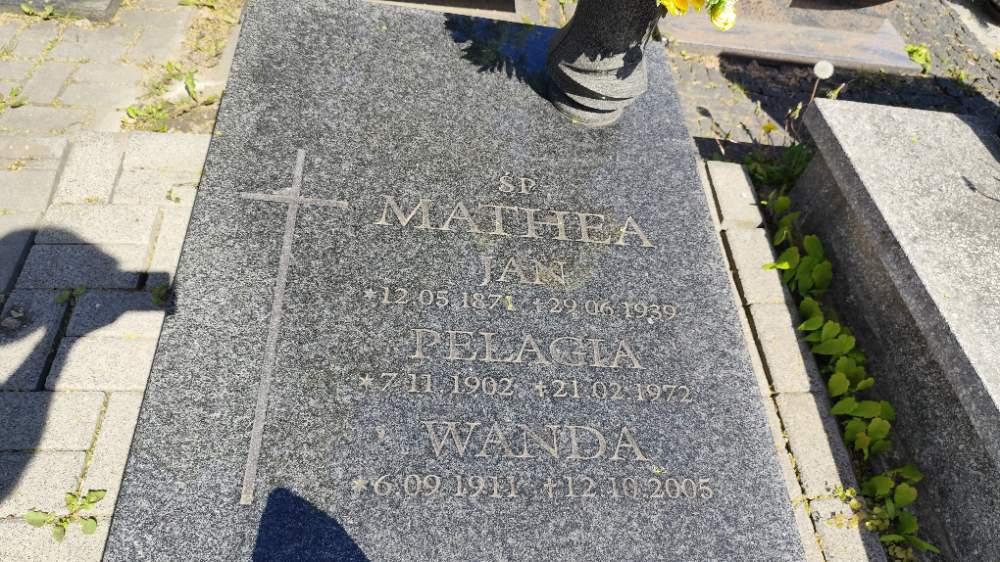 ŚP.
MATHEA
JAN
*12.05.1871 +29.06.1939
PELAGIA
*7.11.1902 +21.02.1972
WANDA
*6.09.1911 +12.10.2005